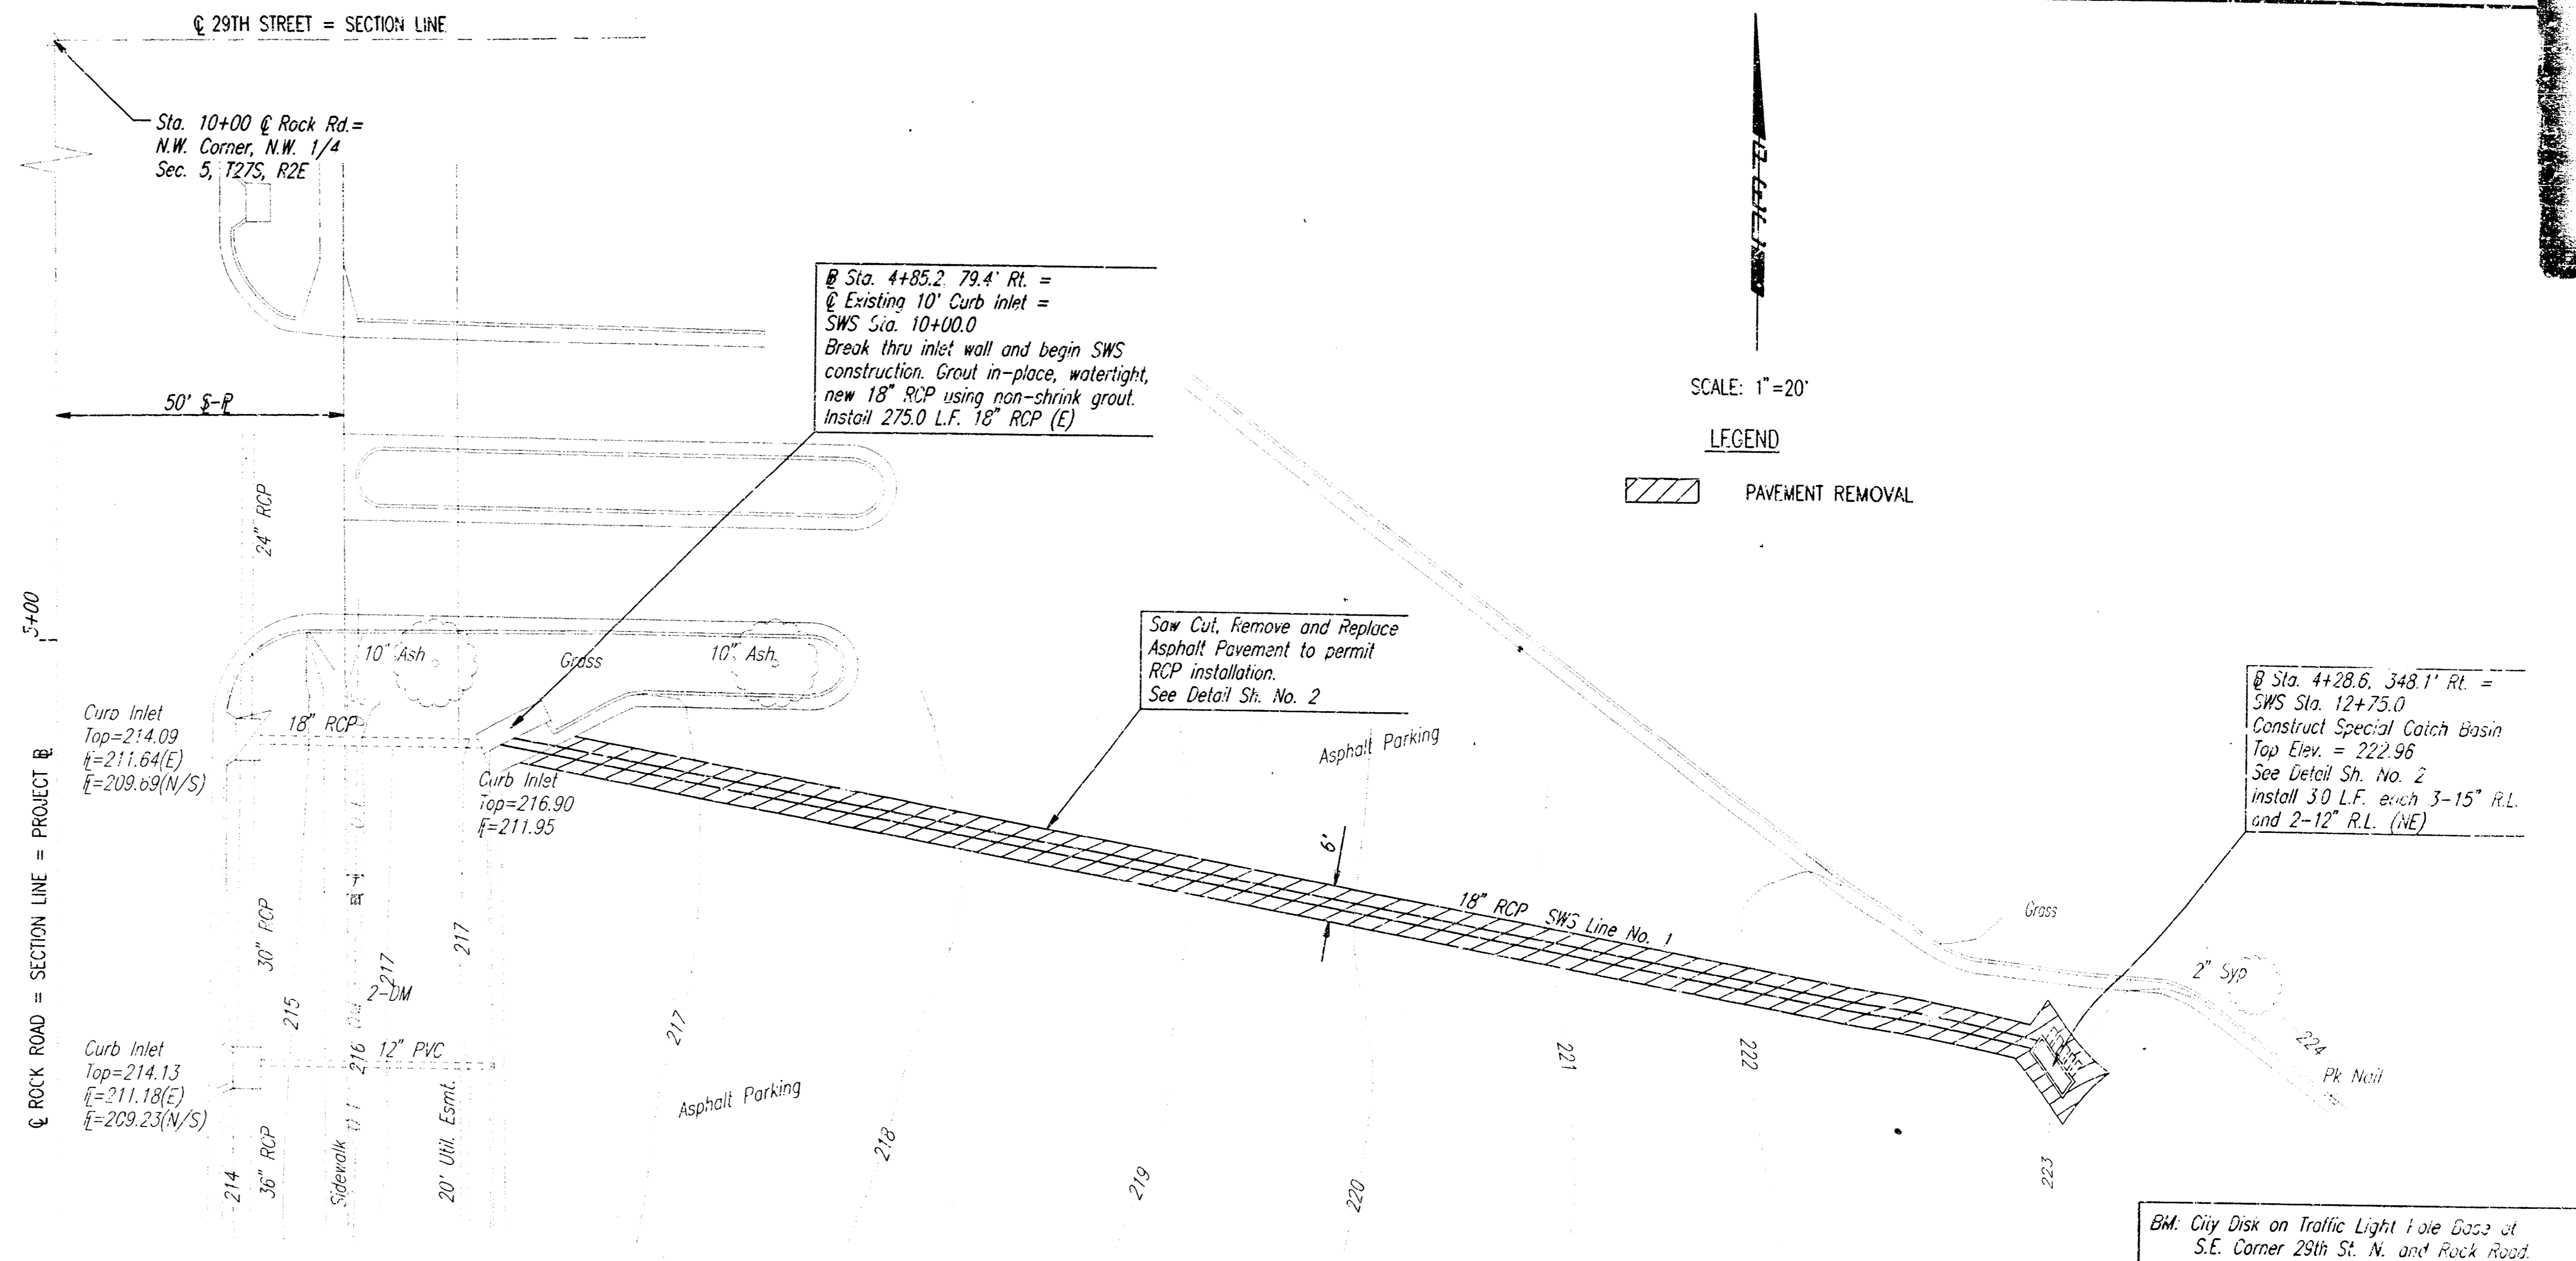 ℄ 29TH STREET = SECTION LINE
Sta. 10+00 ℄ Rock Rd.=
N.W. Corner, N.W. 1/4
Sec. 5, T27S, R2E
50'
24" RCP
5+00
℄ ROCK ROAD = SECTION LINE = PROJECT
Sta. 4+85.2, 79.4' Rt. =
℄ Existing 10' Curb Inlet =
SWS Sta. 10+00.0
Break thru inlet wall and begin SWS
construction. Grout in-place, watertight,
new 18" RCP using non-shrink grout.
Install 275.0 L.F. 18" RCP (E)
SCALE: 1"=20'
LEGEND
PAVEMENT REMOVAL
10" Ash
Grass
10" Ash
Saw Cut, Remove and Replace
Asphalt Pavement to permit
RCP installation.
See Detail Sh. No. 2
Sta. 4+28.6, 348.1' Rt. =
SWS Sta. 12+75.0
Construct Special Catch Basin
Top Elev. = 222.96
See Detail Sh. No. 2
Install 30 L.F. each 3-15" R.L.
and 2-12" R.L. (NE)
Curb Inlet
Top=214.09
=211.64(E)
=209.69(N/S)
18" RCP
Curb Inlet
Top=216.90
=211.95
Asphalt Parking
6'
18" RCP SWS Line No. 1
Grass
2" Syp
224
Pk Nail
30" RCP
215
217
2-DM
217
216
12" PVC
Curb Inlet
Top=214.13
=211.18(E)
=209.23(N/S)
214
36" RCP
Sidewalk
20' Util. Esmt.
217
Asphalt Parking
218
219
220
221
222
223
BM: City Disk on Traffic Light Pole Base at
S.E. Corner 29th St. N. and Rock Road.